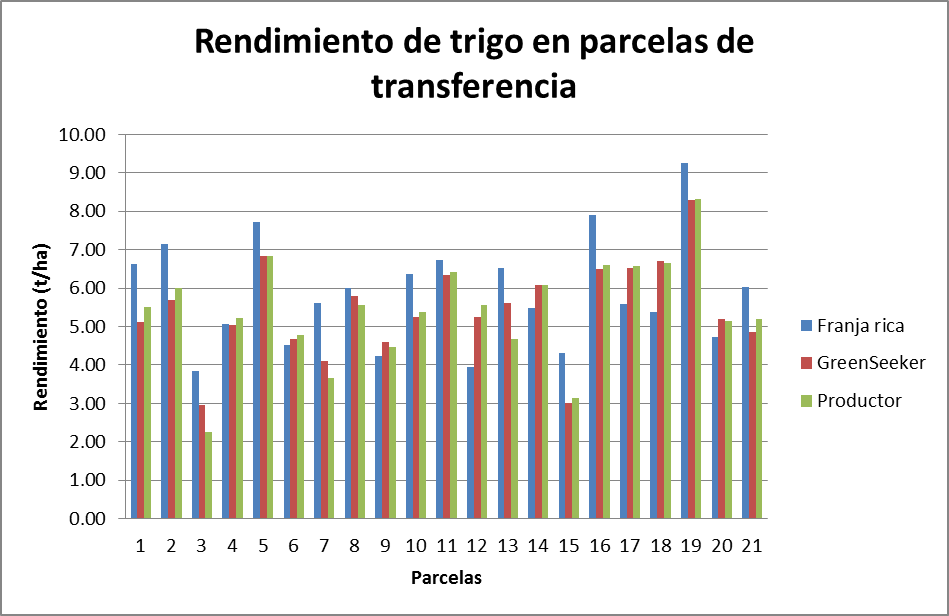 Rendimiento de trigo en parcelas de
transferencia
10.00
9.00
8.00
7.00
6.00
5.00
4.00
3.00
2.00
1.00
0.00
Rendimiento (t/ha)
1 2 3 4 5 6 7 8 9 10 11 12 13 14 15 16 17 18 19 20 21
Parcelas
Franja rica
GreenSeeker
Productor